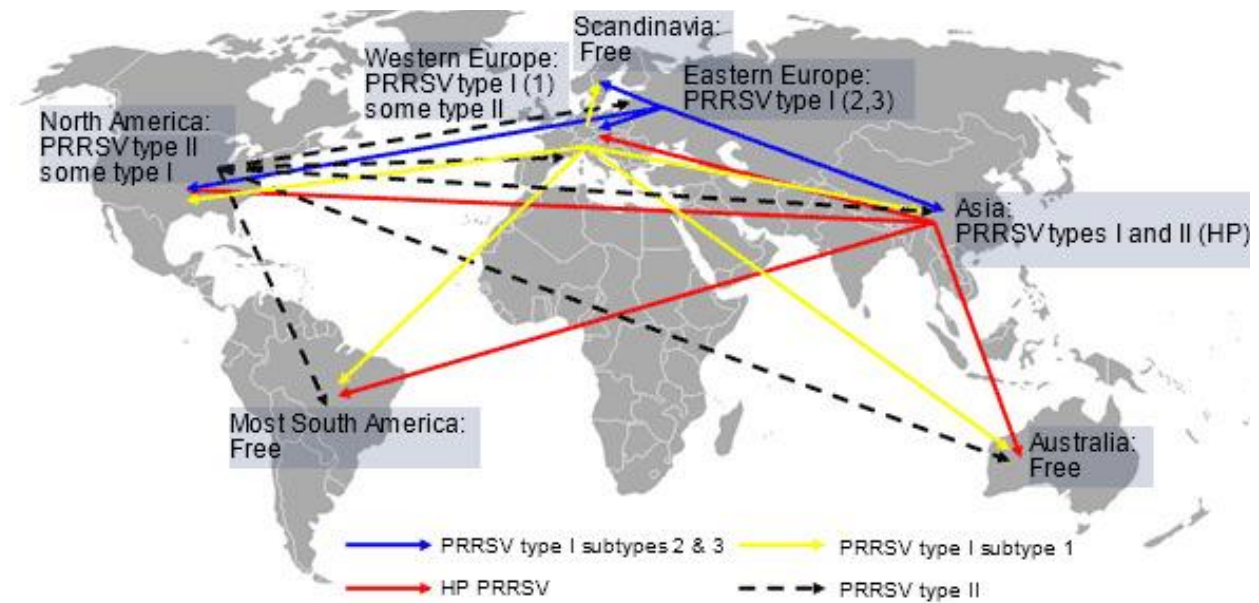 Scandinavia:
Free
Western Europe:
PRRSV type I (1)
some type II
Eastern Europe:
PRRSV type I (2,3)
North America:
PRRSV type II
some type I
Asia:
PRRSV types I and II (HP)
Most South America:
Free
Australia:
Free
PRRSV type I subtypes 2 & 3
PRRSV type I subtype 1
HP PRRSV
PRRSV type II